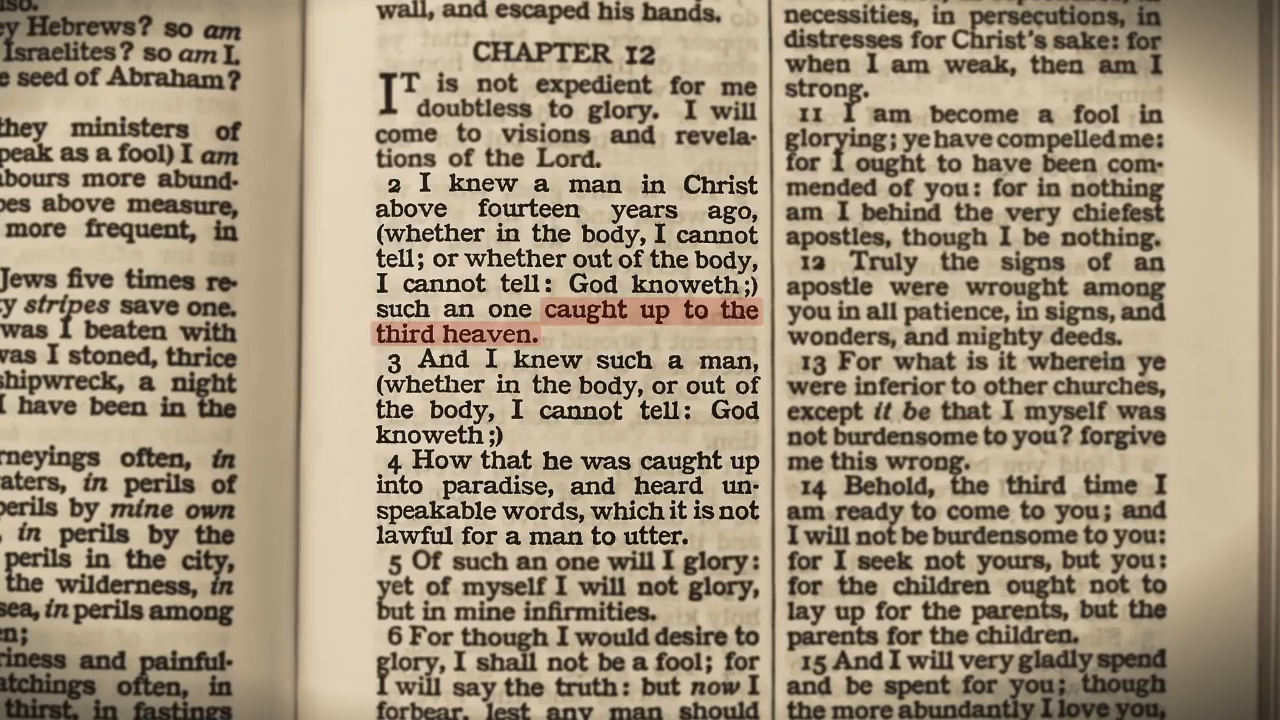 ey Hebrews? so am
Israelites? so am I.
e seed of Abraham?
they ministers of
peak as a fool) I am
bours more abund-
pes above measure,
more frequent, in
Jews five times re-
ty stripes save one.
was I beaten with
was I stoned, thrice
shipwreck, a night
I have been in the
rneyings often, in
aters, in perils of
perils by mine own
, in perils by the
perils in the city,
the wilderness, in
sea, in perils among
en;
riness and painful-
atchings often, in
thirst, in fastings
wall, and escaped his hands.
CHAPTER 12
IT is not expedient for me
doubtless to glory. I will
come to visions and revela-
tions of the Lord.
2 I knew a man in Christ
above fourteen years ago,
(whether in the body, I cannot
tell; or whether out of the body,
I cannot tell: God knoweth;)
such an one caught up to the
third heaven.
3 And I knew such a man,
(whether in the body, or out of
the body, I cannot tell: God
knoweth;)
4 How that he was caught up
into paradise, and heard un-
speakable words, which it is not
lawful for a man to utter.
5 Of such an one will I glory:
yet of myself I will not glory,
but in mine infirmities.
6 For though I would desire to
glory, I shall not be a fool; for
I will say the truth: but now I
forbear, lest any man should
necessities, in persecutions, in
distresses for Christ's sake: for
when I am weak, then am I
strong.
11 I am become a fool in
glorying; ye have compelled me:
for I ought to have been com-
mended of you: for in nothing
am I behind the very chiefest
apostles, though I be nothing.
12 Truly the signs of an
apostle were wrought among
you in all patience, in signs, and
wonders, and mighty deeds.
13 For what is it wherein ye
were inferior to other churches,
except it be that I myself was
not burdensome to you? forgive
me this wrong.
14 Behold, the third time I
am ready to come to you; and
I will not be burdensome to you:
for I seek not yours, but you:
for the children ought not to
lay up for the parents, but the
parents for the children.
15 And I will very gladly spend
and be spent for you; though
the more abundantly I love you,